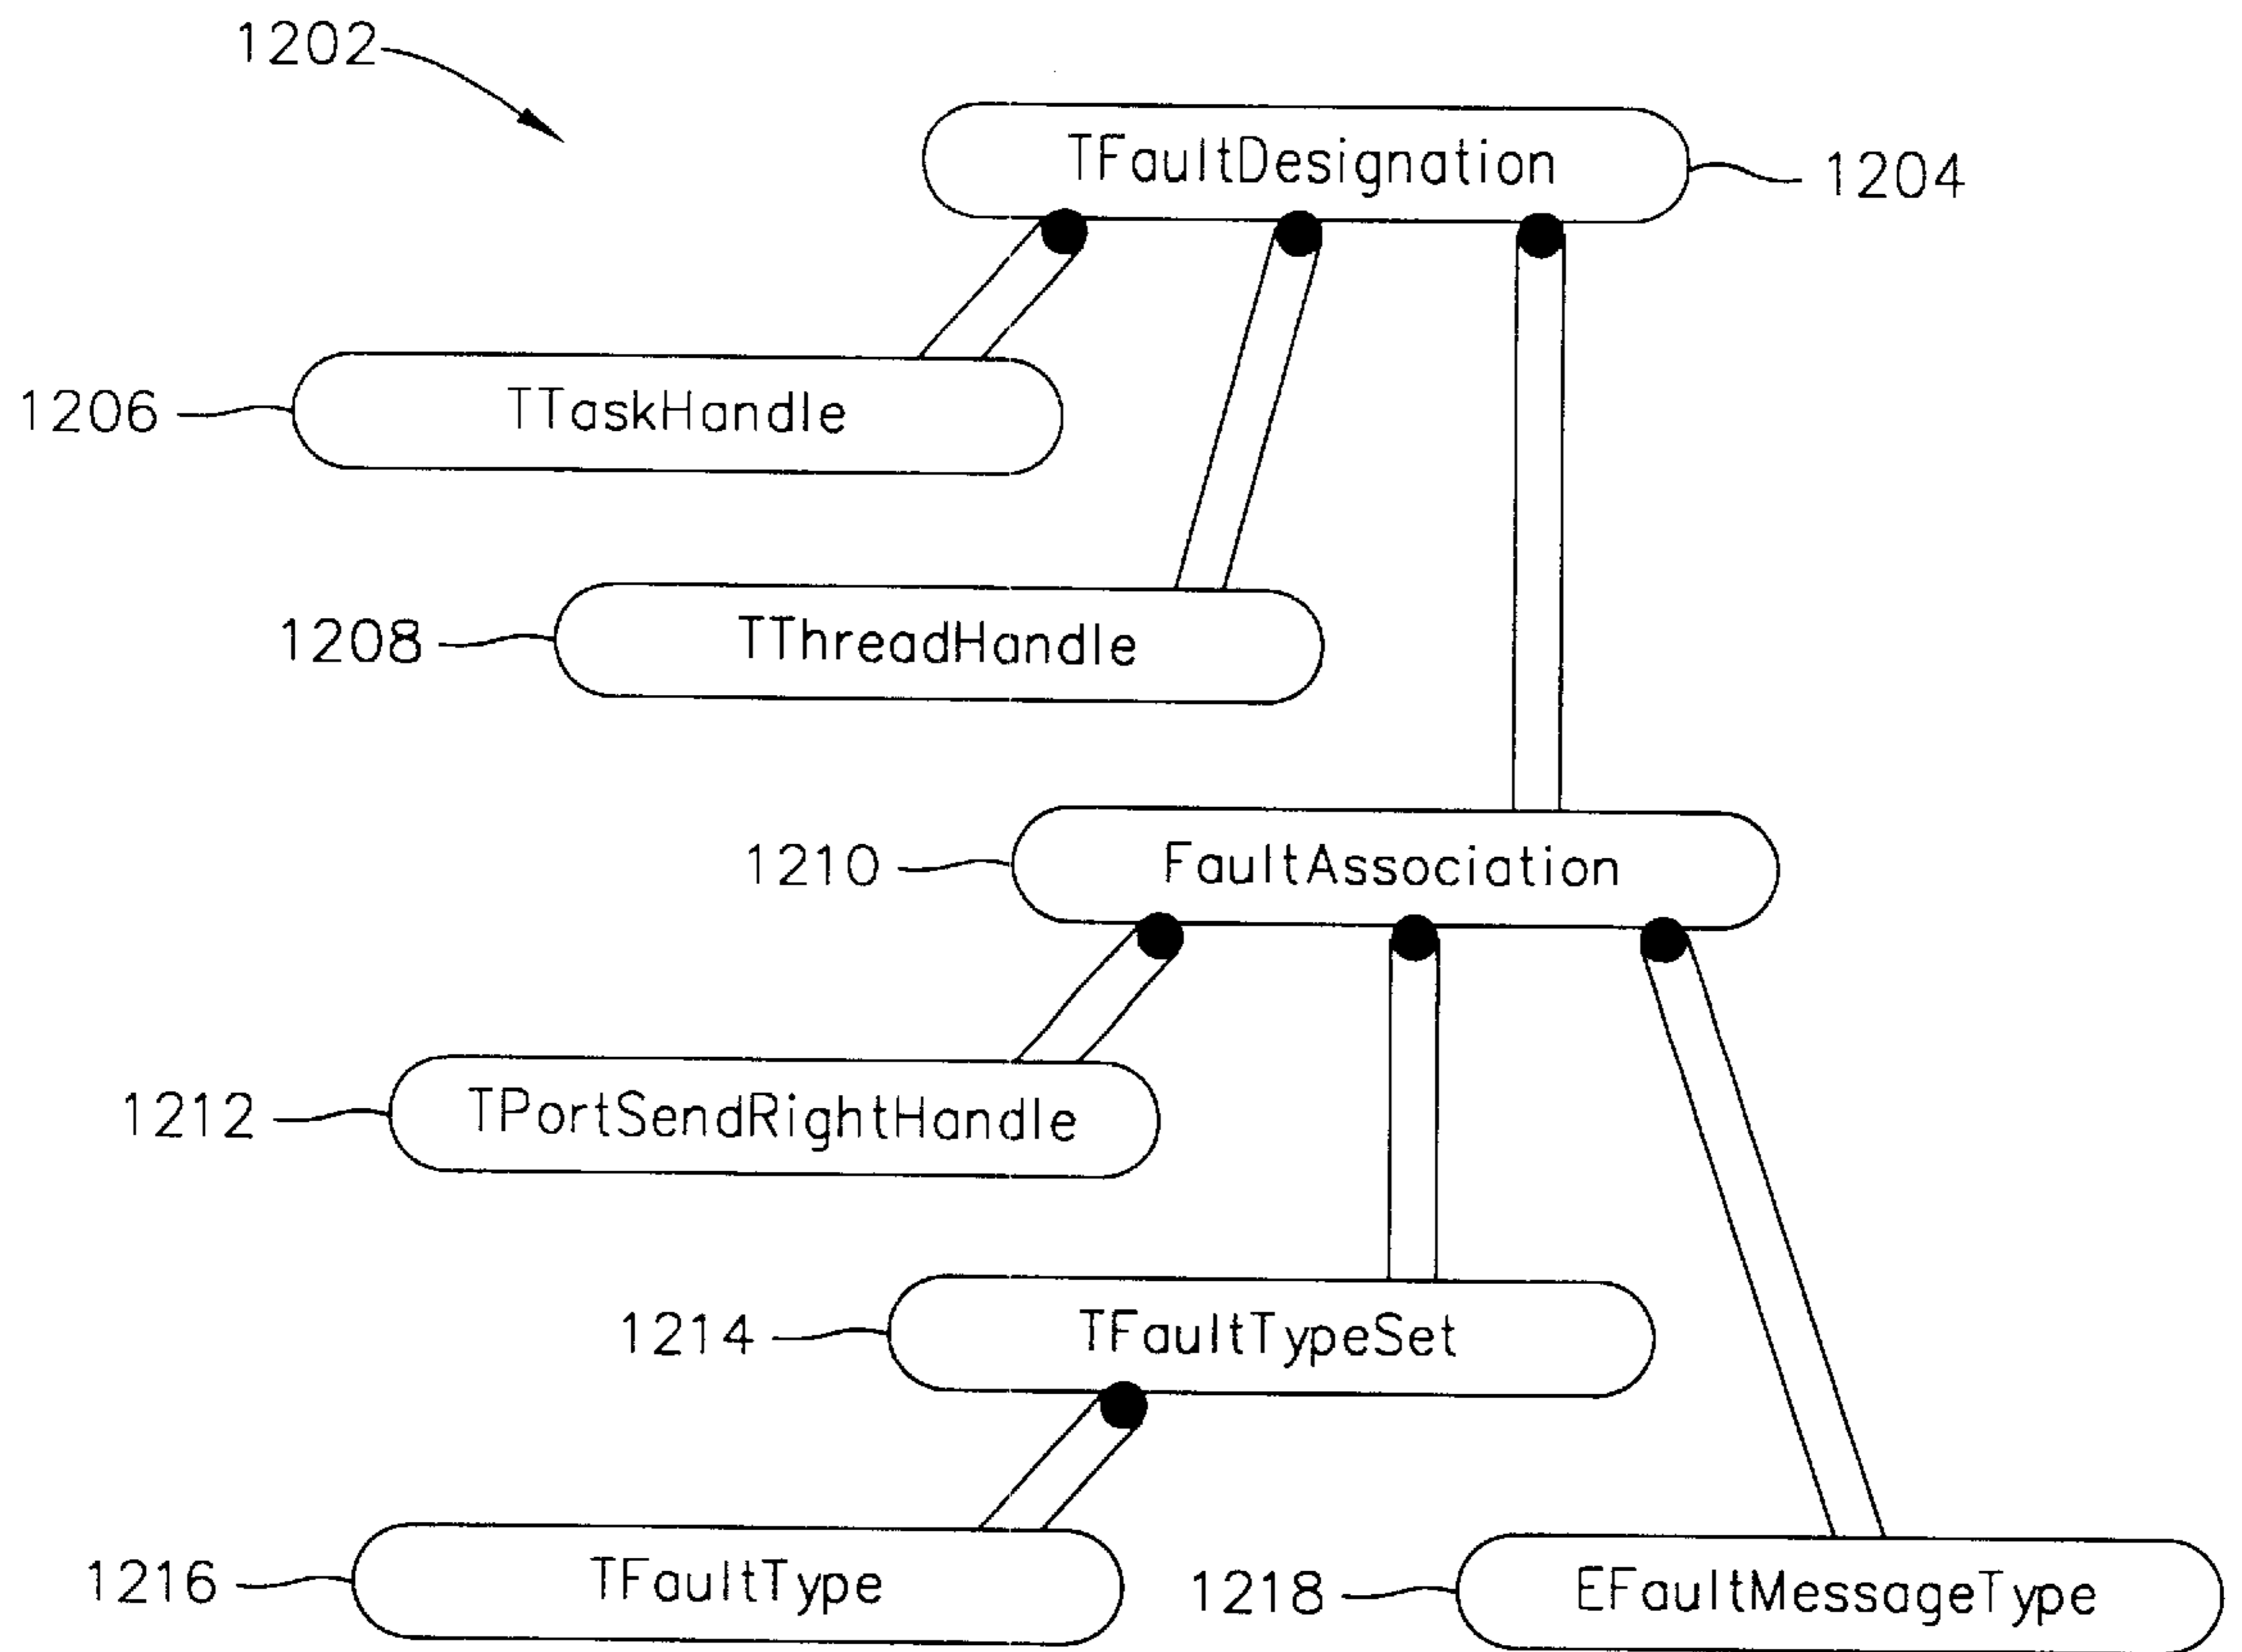 1202
TFaultDesignation
1204
1206
TTaskHandle
1208
TThreadHandle
1210
FaultAssociation
1212
TPortSendRightHandle
1214
TFaultTypeSet
1216
TFaultType
1218
EFaultMessageType